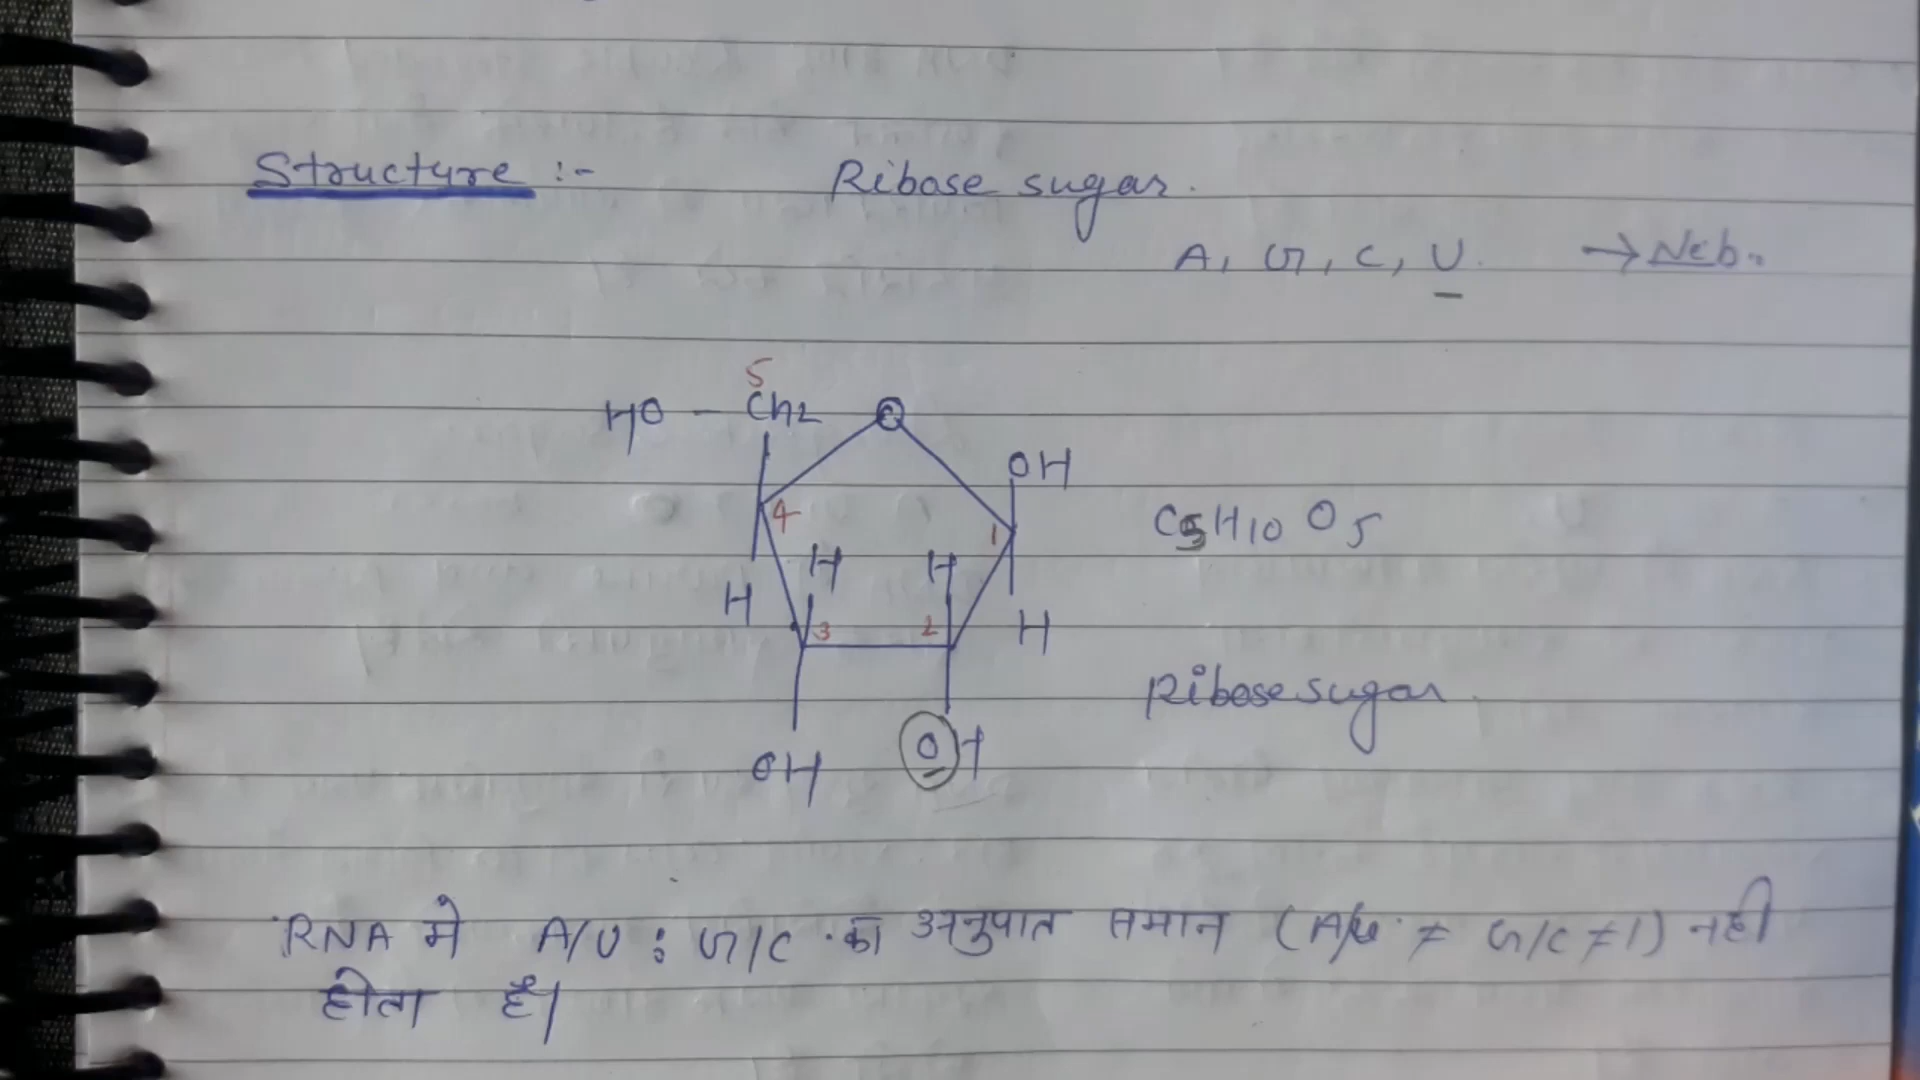 Structure :- Ribose sugar.
A, G, C, U. → Ncb.
5
HO - Ch2 O
OH
4 1
C5H10O5
H H
H 3 2 H
Ribose sugar
OH OH
RNA मे A/U : G/C का अनुपात समान (A/U ≠ G/C ≠ 1) नही
होता है।